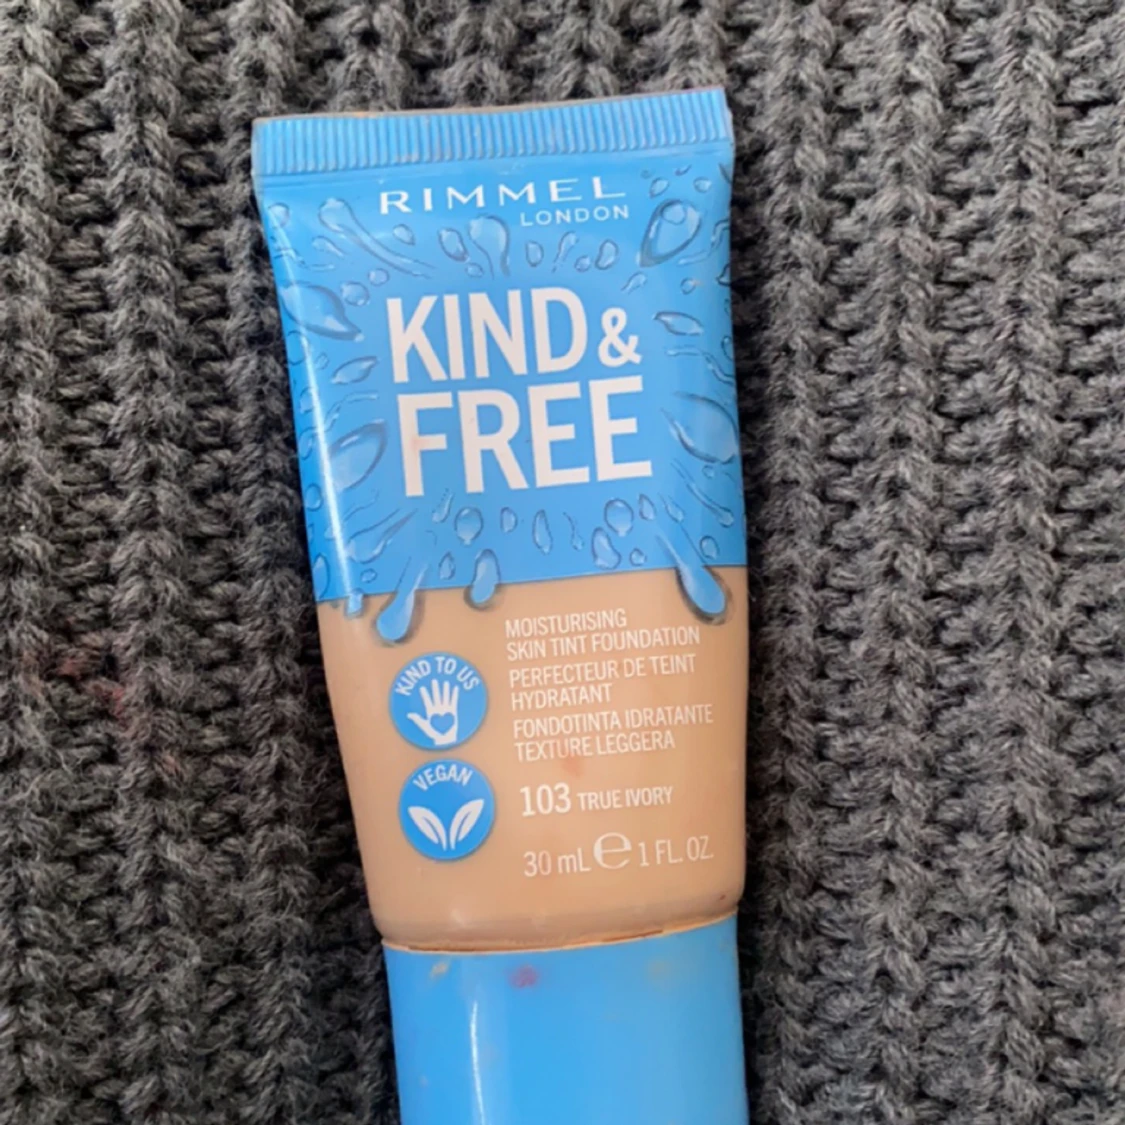 RIMMEL
LONDON
KIND &
FREE
MOISTURISING
SKIN TINT FOUNDATION
PERFECTEUR DE TEINT
HYDRATANT
FONDOTINTA IDRATANTE
TEXTURE LEGGERA
KIND TO US
VEGAN
103 TRUE IVORY
30 mL e 1 FL. OZ.